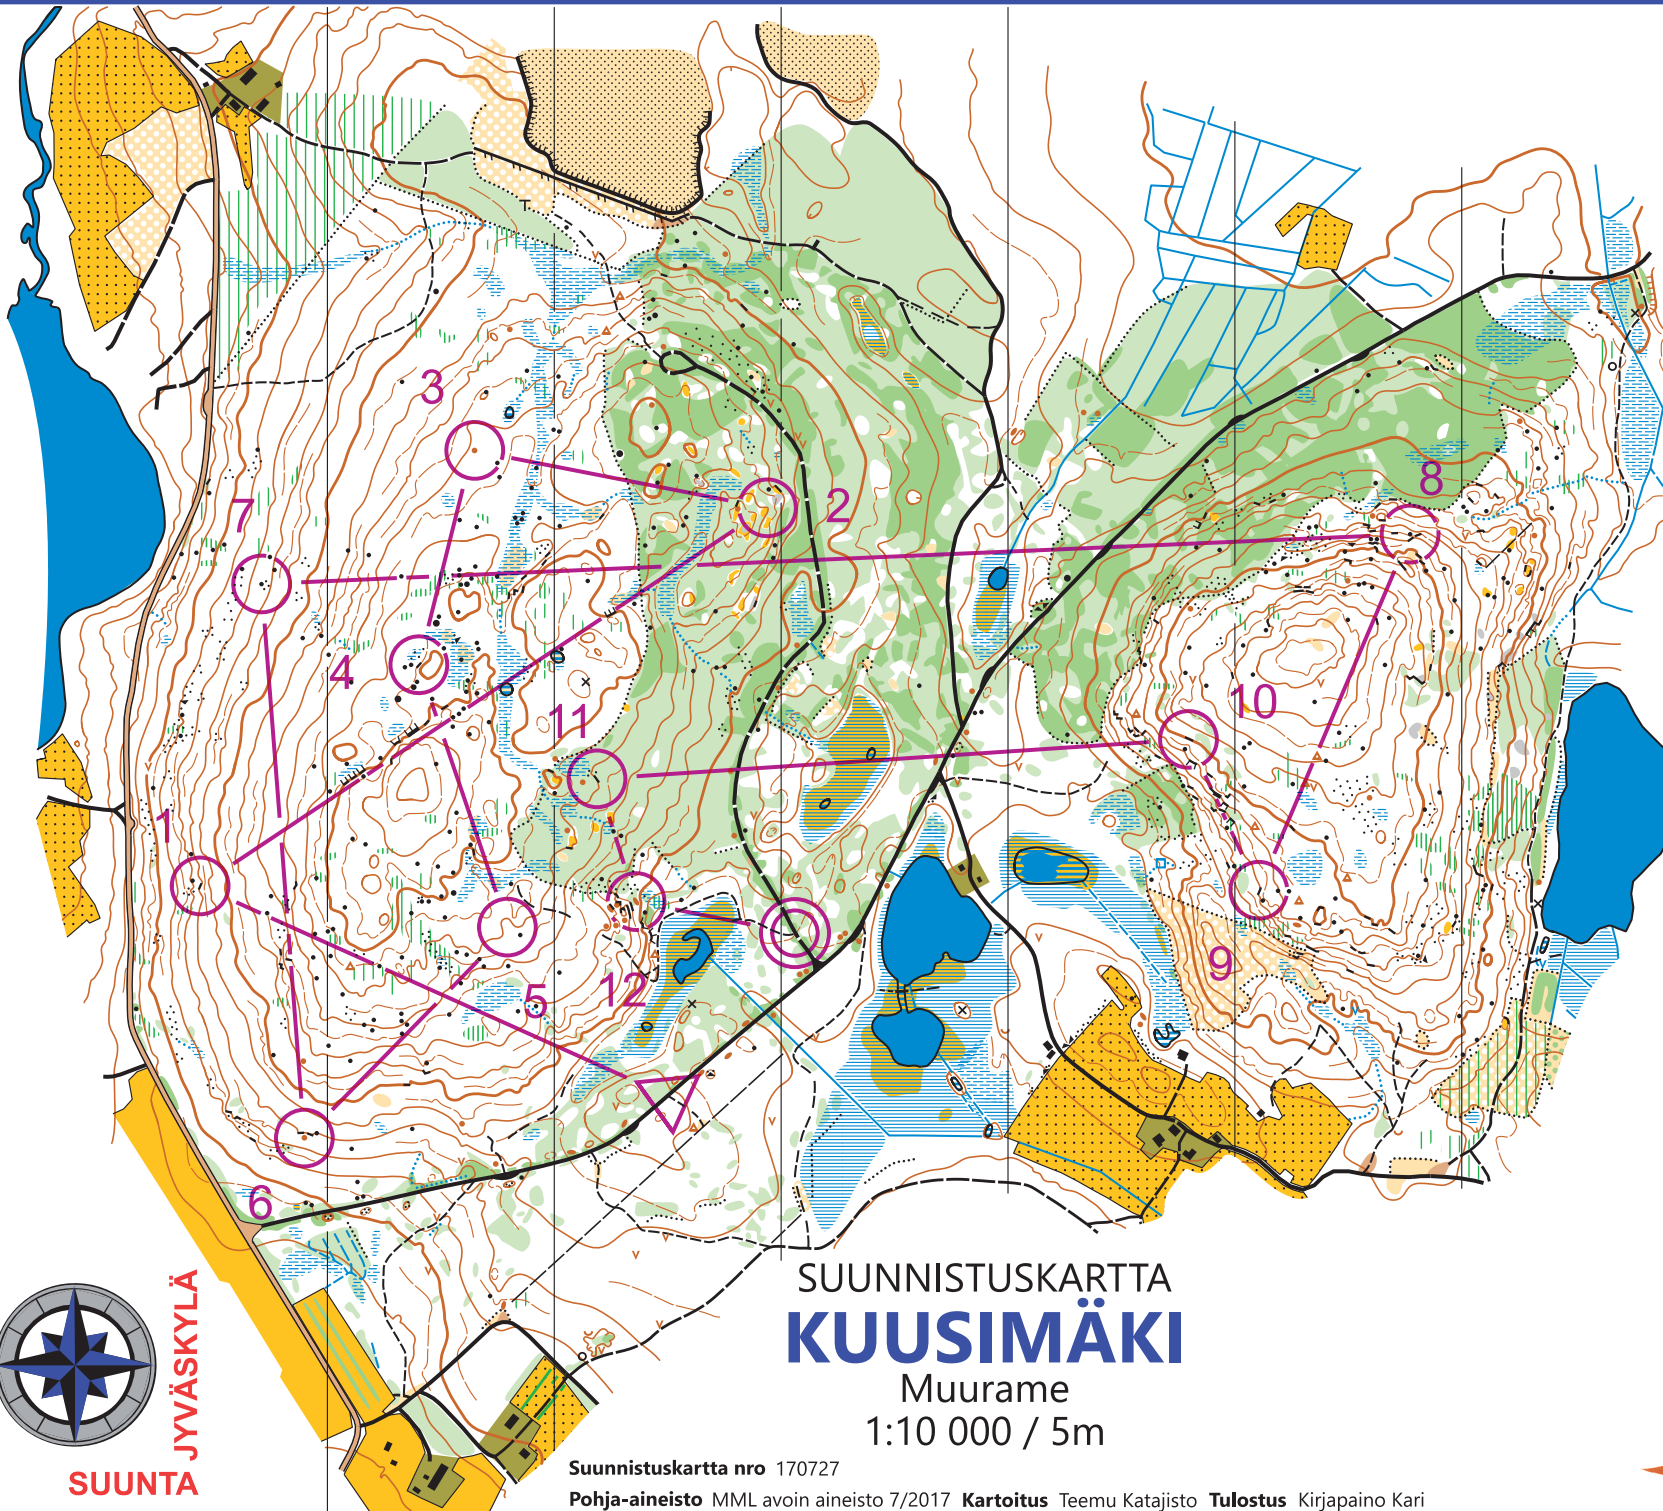 3
7
2
8
4
11
10
1
9
5
12
6
SUUNNISTUSKARTTA
KUUSIMÄKI
Muurame
1:10 000 / 5m
JYVÄSKYLÄ
SUUNTA
Suunnistuskartta nro 170727
Pohja-aineisto MML avoin aineisto 7/2017 Kartoitus Teemu Katajisto Tulostus Kirjapaino Kari